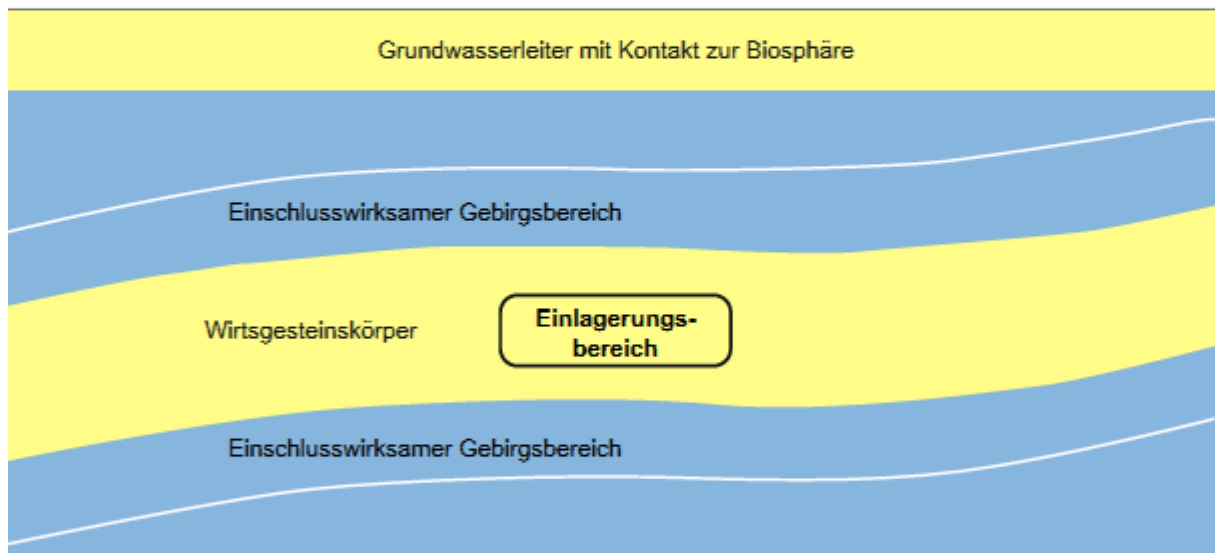 Grundwasserleiter mit Kontakt zur Biosphäre
Einschlusswirksamer Gebirgsbereich
Wirtsgesteinskörper
Einlagerungs-
bereich
Einschlusswirksamer Gebirgsbereich